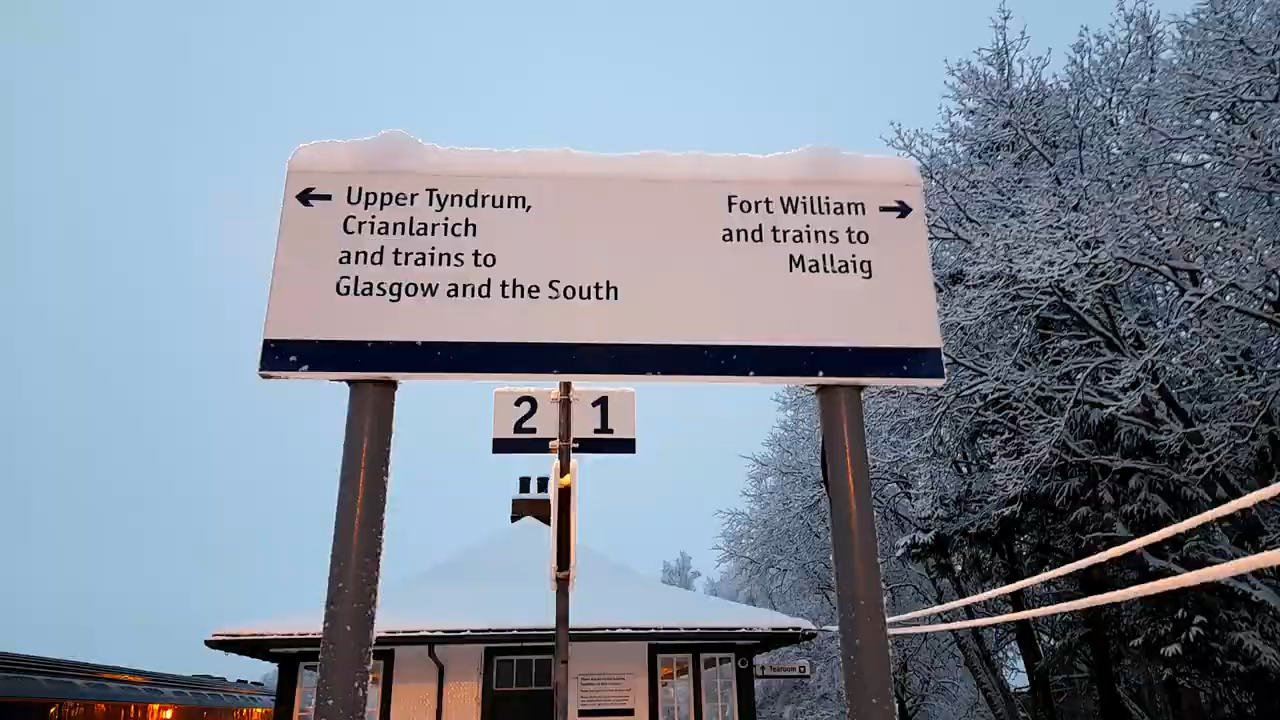 ← Upper Tyndrum,
Crianlarich
and trains to
Glasgow and the South
Fort William →
and trains to
Mallaig
2 1
↑ Tearoom